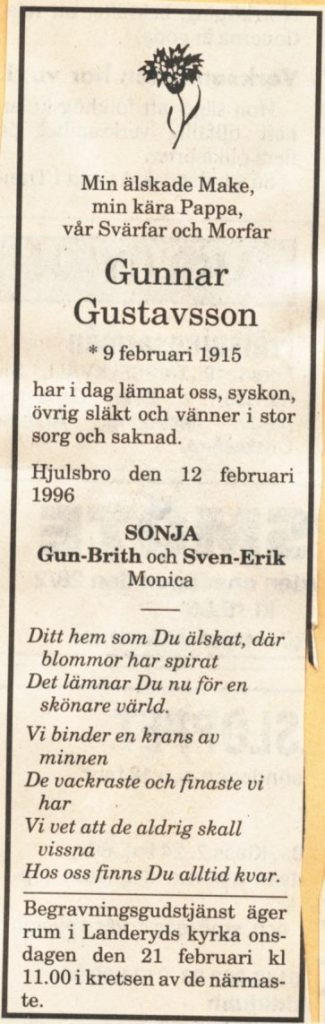 Min älskade Make,
min kära Pappa,
vår Svärfar och Morfar
Gunnar
Gustavsson
* 9 februari 1915
har i dag lämnat oss, syskon,
övrig släkt och vänner i stor
sorg och saknad.
Hjulsbro den 12 februari
1996
SONJA
Gun-Brith och Sven-Erik
Monica
Ditt hem som Du älskat, där
blommor har spirat
Det lämnar Du nu för en
skönare värld.
Vi binder en krans av
minnen
De vackraste och finaste vi
har
Vi vet att de aldrig skall
vissna
Hos oss finns Du alltid kvar.
Begravningsgudstjänst äger
rum i Landeryds kyrka ons-
dagen den 21 februari kl
11.00 i kretsen av de närmas-
te.